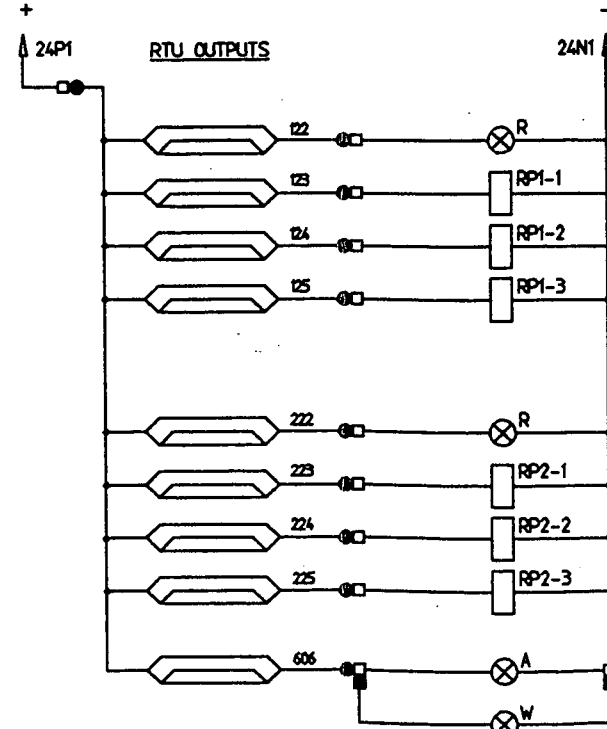 + -
24P1 RTU OUTPUTS 24N1
122 R
123 RP1-1
124 RP1-2
125 RP1-3
222 R
223 RP2-1
224 RP2-2
225 RP2-3
606 A
W